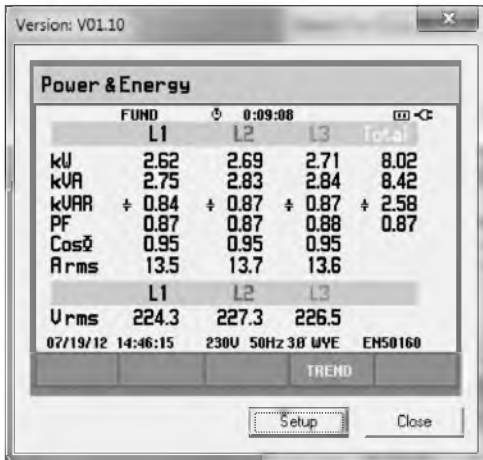 Version: V01.10
Power & Energy
FUND 0:09:08
L1 L2 L3 Total
kW 2.62 2.69 2.71 8.02
kVA 2.75 2.83 2.84 8.42
kVAR 0.84 0.87 0.87 2.58
PF 0.87 0.87 0.88 0.87
CosΦ 0.95 0.95 0.95
A rms 13.5 13.7 13.6
L1 L2 L3
V rms 224.3 227.3 226.5
07/19/12 14:46:15 230V 50Hz 3Ø WYE EN50160
TREND
Setup Close